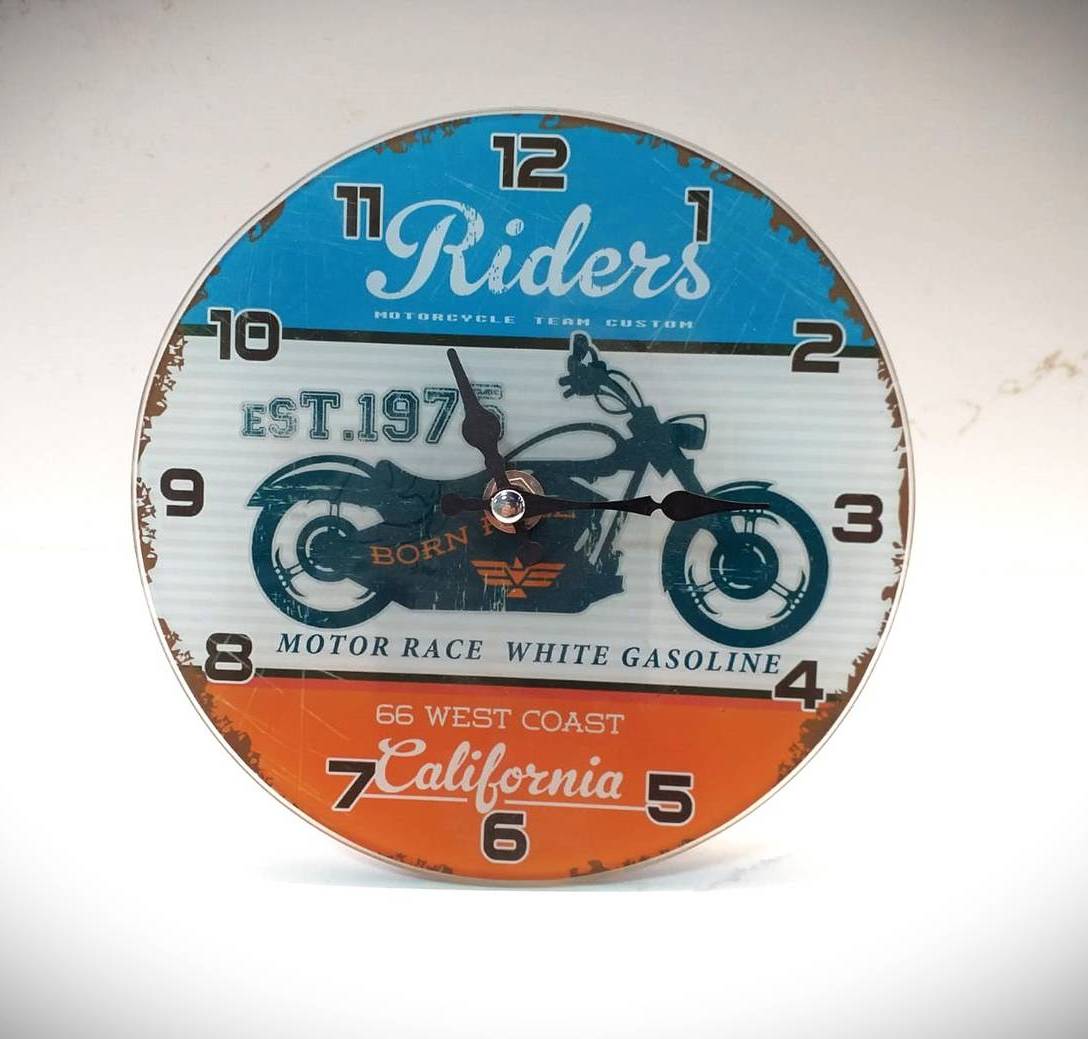 12
11
1
Riders
MOTORCYCLE TEAM CUSTOM
10
2
9
3
BORN
MOTOR RACE WHITE GASOLINE
8
4
66 WEST COAST
California
7
5
6